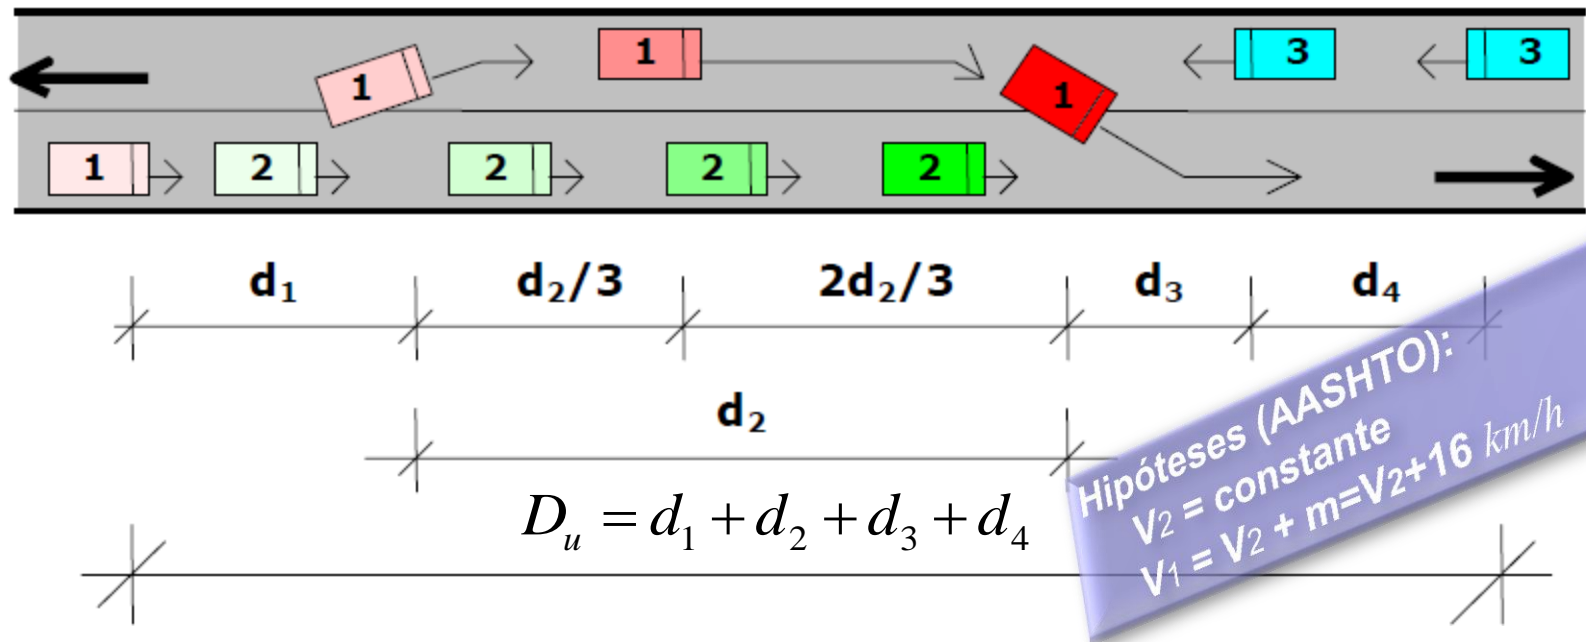 1 3 3
1 1
1 2 2 2 2
d₁ d₂/3 2d₂/3 d₃ d₄
d₂
Dᵤ = d₁ + d₂ + d₃ + d₄
Hipóteses (AASHTO):
V₂ = constante
V₁ = V₂ + m=V₂+16 km/h